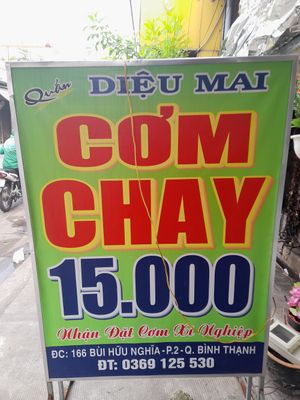 Quán DIỆU MAI
CƠM
CHAY
15.000
Nhận Đặt Cơm Xí Nghiệp
ĐC: 166 BÙI HỮU NGHĨA - P.2 - Q. BÌNH THẠNH
ĐT: 0369 125 530